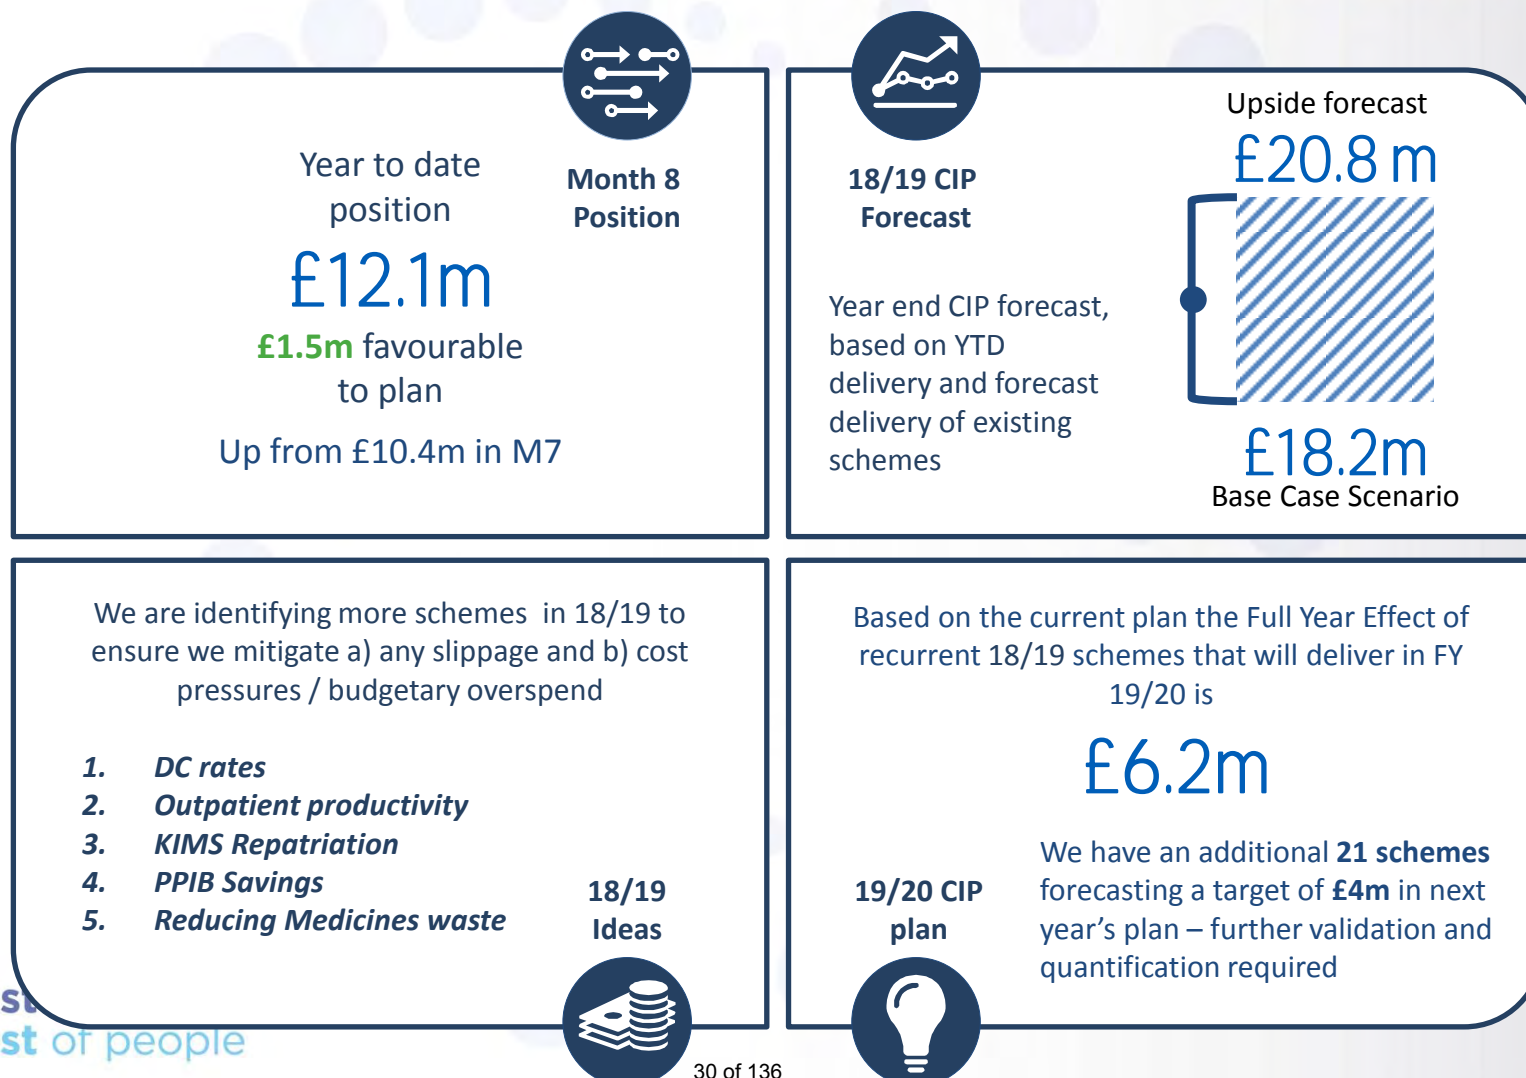 Year to date
position
£12.1m
£1.5m favourable
to plan
Up from £10.4m in M7
Month 8
Position
18/19 CIP
Forecast
Year end CIP forecast,
based on YTD
delivery and forecast
delivery of existing
schemes
Upside forecast
£20.8 m
£18.2m
Base Case Scenario
We are identifying more schemes in 18/19 to
ensure we mitigate a) any slippage and b) cost
pressures / budgetary overspend
1. DC rates
2. Outpatient productivity
3. KIMS Repatriation
4. PPIB Savings
5. Reducing Medicines waste
18/19
Ideas
Based on the current plan the Full Year Effect of
recurrent 18/19 schemes that will deliver in FY
19/20 is
£6.2m
19/20 CIP
plan
We have an additional 21 schemes
forecasting a target of £4m in next
year's plan – further validation and
quantification required
st of people
30 of 136